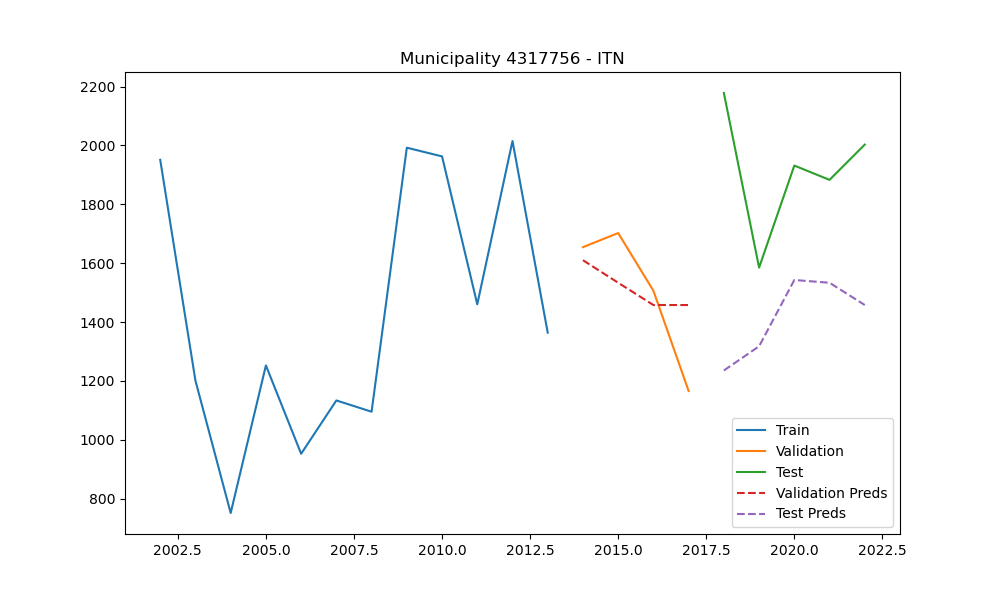 Municipality 4317756 - ITN
2200
2000
1800
1600
1400
1200
1000
800
2002.5 2005.0 2007.5 2010.0 2012.5 2015.0 2017.5 2020.0 2022.5
Train
Validation
Test
Validation Preds
Test Preds